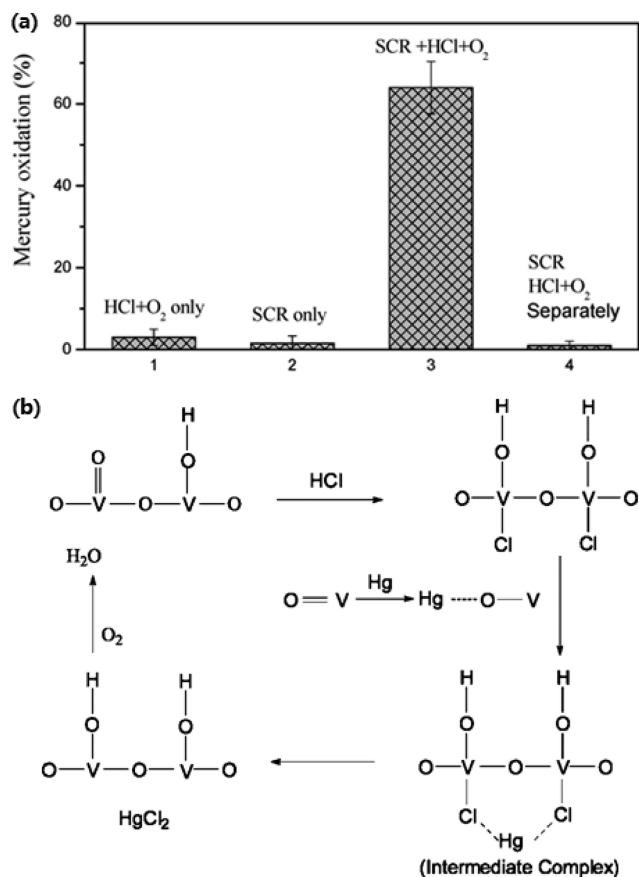 (a)
Mercury oxidation (%)
80
60
40
20
0
HCl+O₂ only
SCR only
SCR +HCl+O₂
SCR
HCl+O₂
Separately
1 2 3 4
(b)
H H H
O O O O
O V O V O
HCl
O V O V O
Cl Cl
H₂O
O V
Hg
Hg O V
O₂
H H H H
O O O O
O V O V O
O V O V O
HgCl₂
Cl Cl
Hg
(Intermediate Complex)